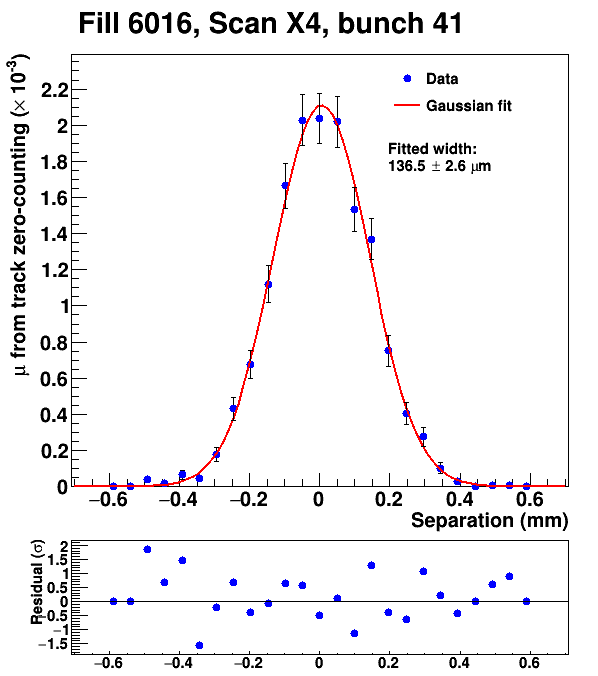 Fill 6016, Scan X4, bunch 41
μ from track zero-counting (× 10⁻³)
2.2
2
1.8
1.6
1.4
1.2
1
0.8
0.6
0.4
0.2
0
Data
Gaussian fit
Fitted width:
136.5 ± 2.6 μm
−0.6 −0.4 −0.2 0 0.2 0.4 0.6
Separation (mm)
Residual (σ)
2
1.5
1
0.5
0
−0.5
−1
−1.5
−0.6 −0.4 −0.2 0 0.2 0.4 0.6